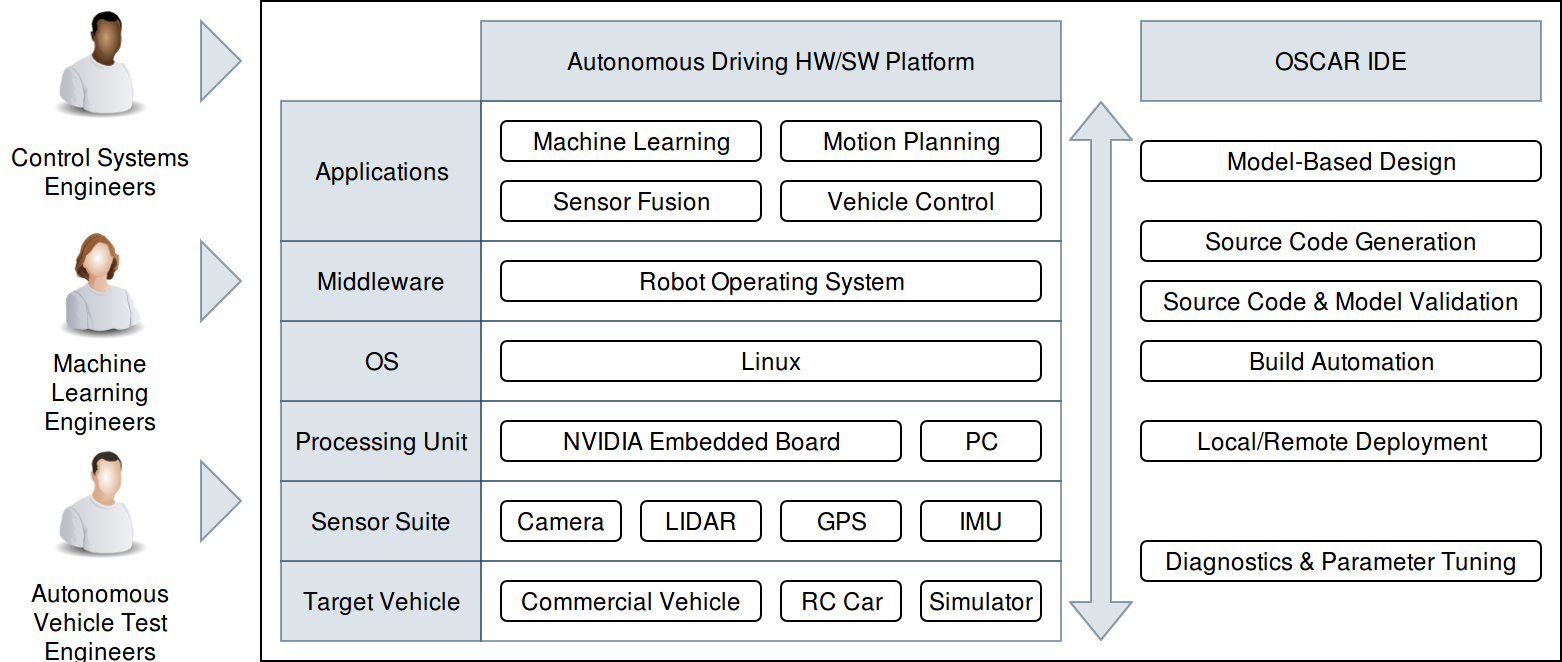 Control Systems
Engineers
Machine
Learning
Engineers
Autonomous
Vehicle Test
Engineers
Autonomous Driving HW/SW Platform
Applications
Machine Learning
Motion Planning
Sensor Fusion
Vehicle Control
Middleware
Robot Operating System
OS
Linux
Processing Unit
NVIDIA Embedded Board
PC
Sensor Suite
Camera
LIDAR
GPS
IMU
Target Vehicle
Commercial Vehicle
RC Car
Simulator
OSCAR IDE
Model-Based Design
Source Code Generation
Source Code & Model Validation
Build Automation
Local/Remote Deployment
Diagnostics & Parameter Tuning